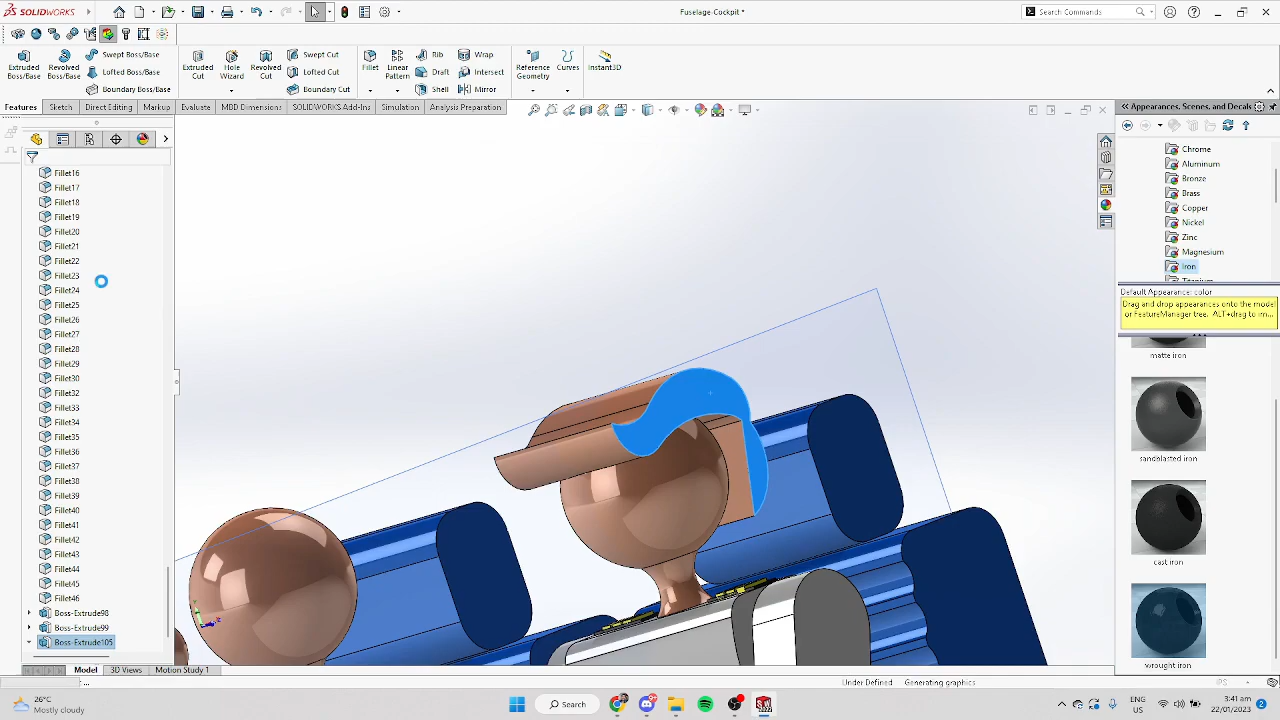 SOLIDWORKS
Fuselage-Cockpit *
Search Commands
Extruded Boss/Base
Revolved Boss/Base
Swept Boss/Base
Lofted Boss/Base
Boundary Boss/Base
Extruded Cut
Hole Wizard
Revolved Cut
Swept Cut
Lofted Cut
Boundary Cut
Fillet
Linear Pattern
Rib
Draft
Shell
Wrap
Intersect
Mirror
Reference Geometry
Curves
Instant3D
Features
Sketch
Direct Editing
Markup
Evaluate
MBD Dimensions
SOLIDWORKS Add-Ins
Simulation
Analysis Preparation
Appearances, Scenes, and Decals
Fillet16
Fillet17
Fillet18
Fillet19
Fillet20
Fillet21
Fillet22
Fillet23
Fillet24
Fillet25
Fillet26
Fillet27
Fillet28
Fillet29
Fillet30
Fillet32
Fillet33
Fillet34
Fillet35
Fillet36
Fillet37
Fillet38
Fillet39
Fillet40
Fillet41
Fillet42
Fillet43
Fillet44
Fillet45
Fillet46
Boss-Extrude98
Boss-Extrude99
Boss-Extrude105
Chrome
Aluminum
Bronze
Brass
Copper
Nickel
Zinc
Magnesium
Iron
Default Appearance: color
Drag and drop appearances onto the mode
or FeatureManager tree. ALT+drag to m...
matte iron
sandblasted iron
cast iron
wrought iron
Model
3D Views
Motion Study 1
...
Under Defined
Generating graphics
IPS
26°C
Mostly cloudy
Search
ENG
US
3:41 am
22/01/2023